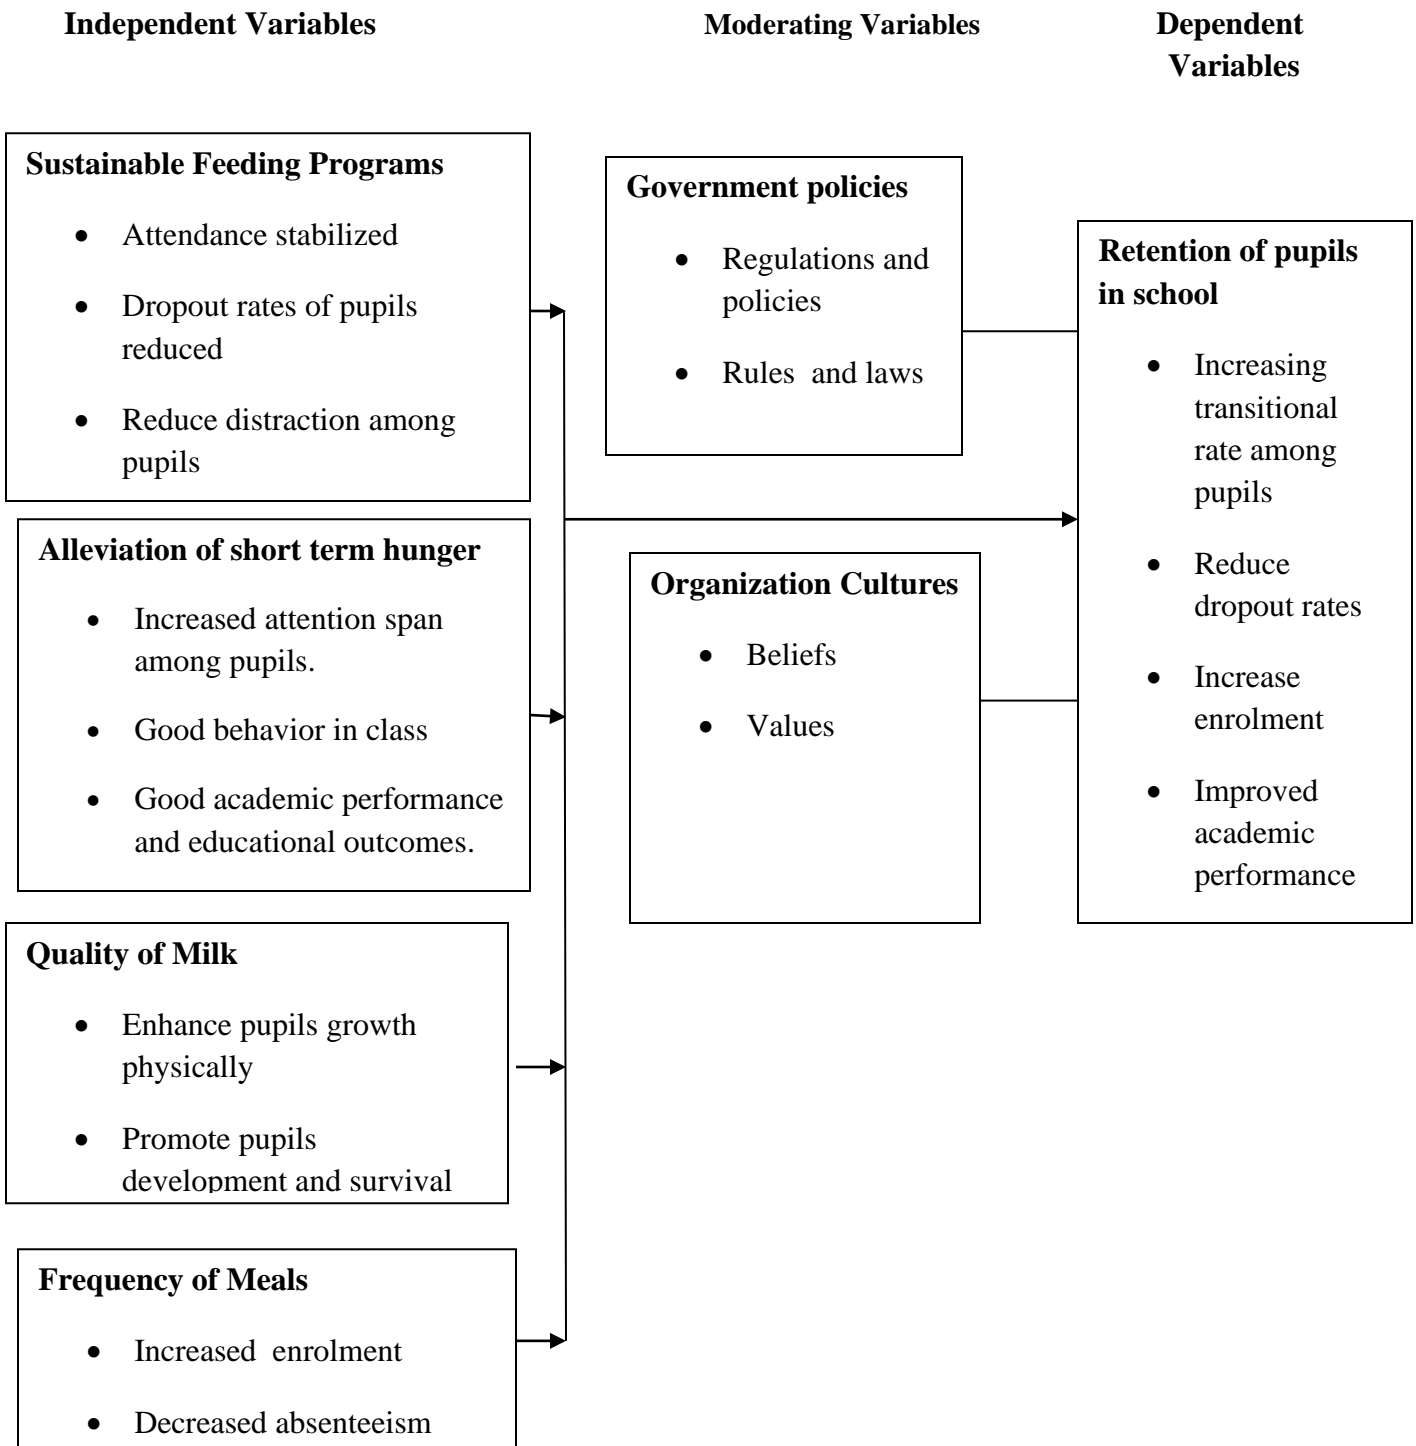 Independent Variables
Moderating Variables
Dependent
Variables
Sustainable Feeding Programs
• Attendance stabilized
• Dropout rates of pupils
reduced
• Reduce distraction among
pupils
Alleviation of short term hunger
• Increased attention span
among pupils.
• Good behavior in class
• Good academic performance
and educational outcomes.
Quality of Milk
• Enhance pupils growth
physically
• Promote pupils
development and survival
Frequency of Meals
• Increased enrolment
• Decreased absenteeism
Government policies
• Regulations and
policies
• Rules and laws
Organization Cultures
• Beliefs
• Values
Retention of pupils
in school
• Increasing
transitional
rate among
pupils
• Reduce
dropout rates
• Increase
enrolment
• Improved
academic
performance